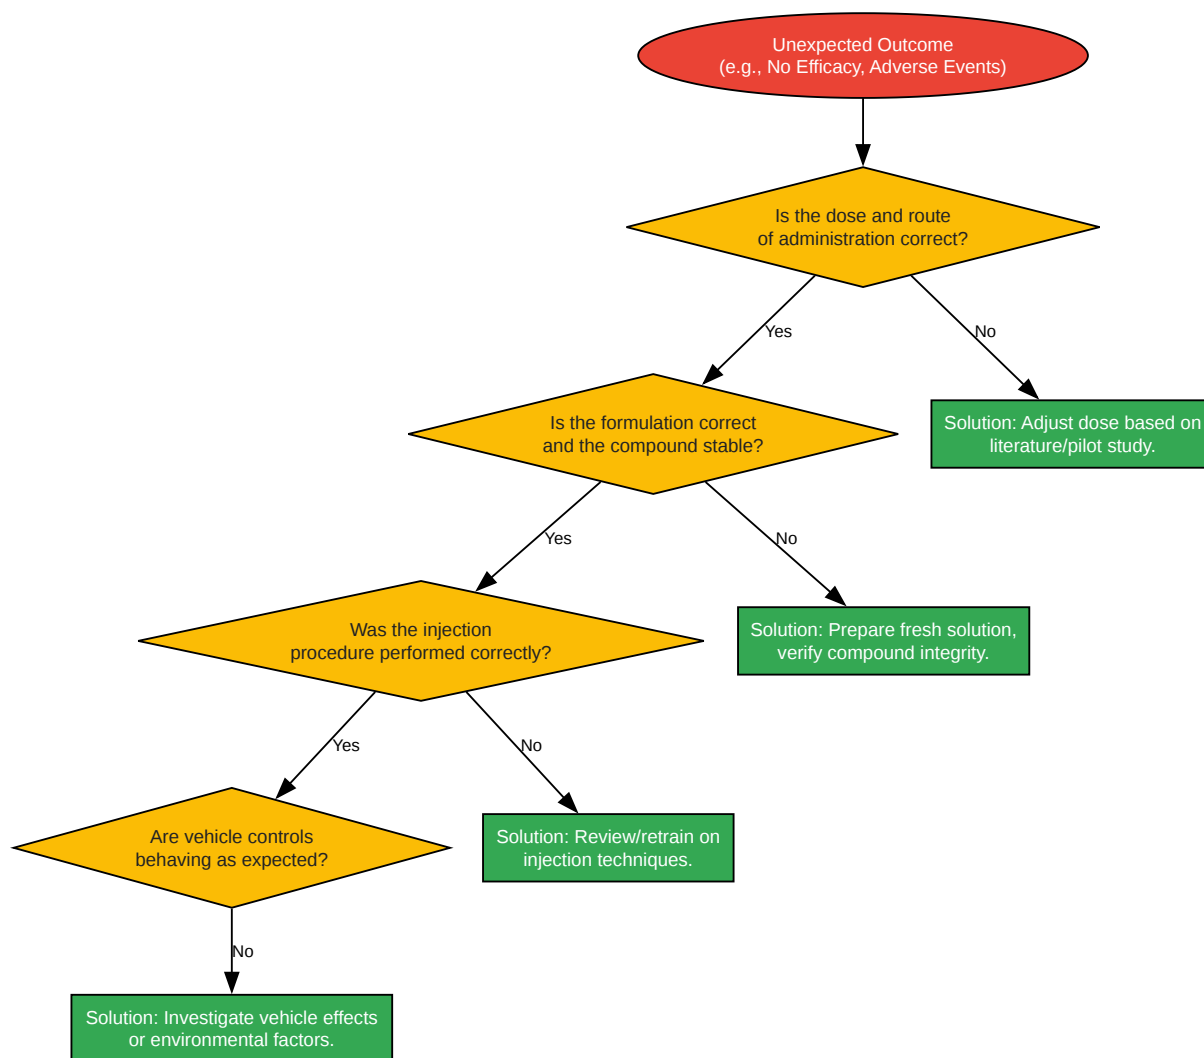 Unexpected Outcome
(e.g., No Efficacy, Adverse Events)
Is the dose and route
of administration correct?
Yes
No
Is the formulation correct
and the compound stable?
Solution: Adjust dose based on
literature/pilot study.
Yes
No
Was the injection
procedure performed correctly?
Solution: Prepare fresh solution,
verify compound integrity.
Yes
No
Are vehicle controls
behaving as expected?
Solution: Review/retrain on
injection techniques.
No
Solution: Investigate vehicle effects
or environmental factors.